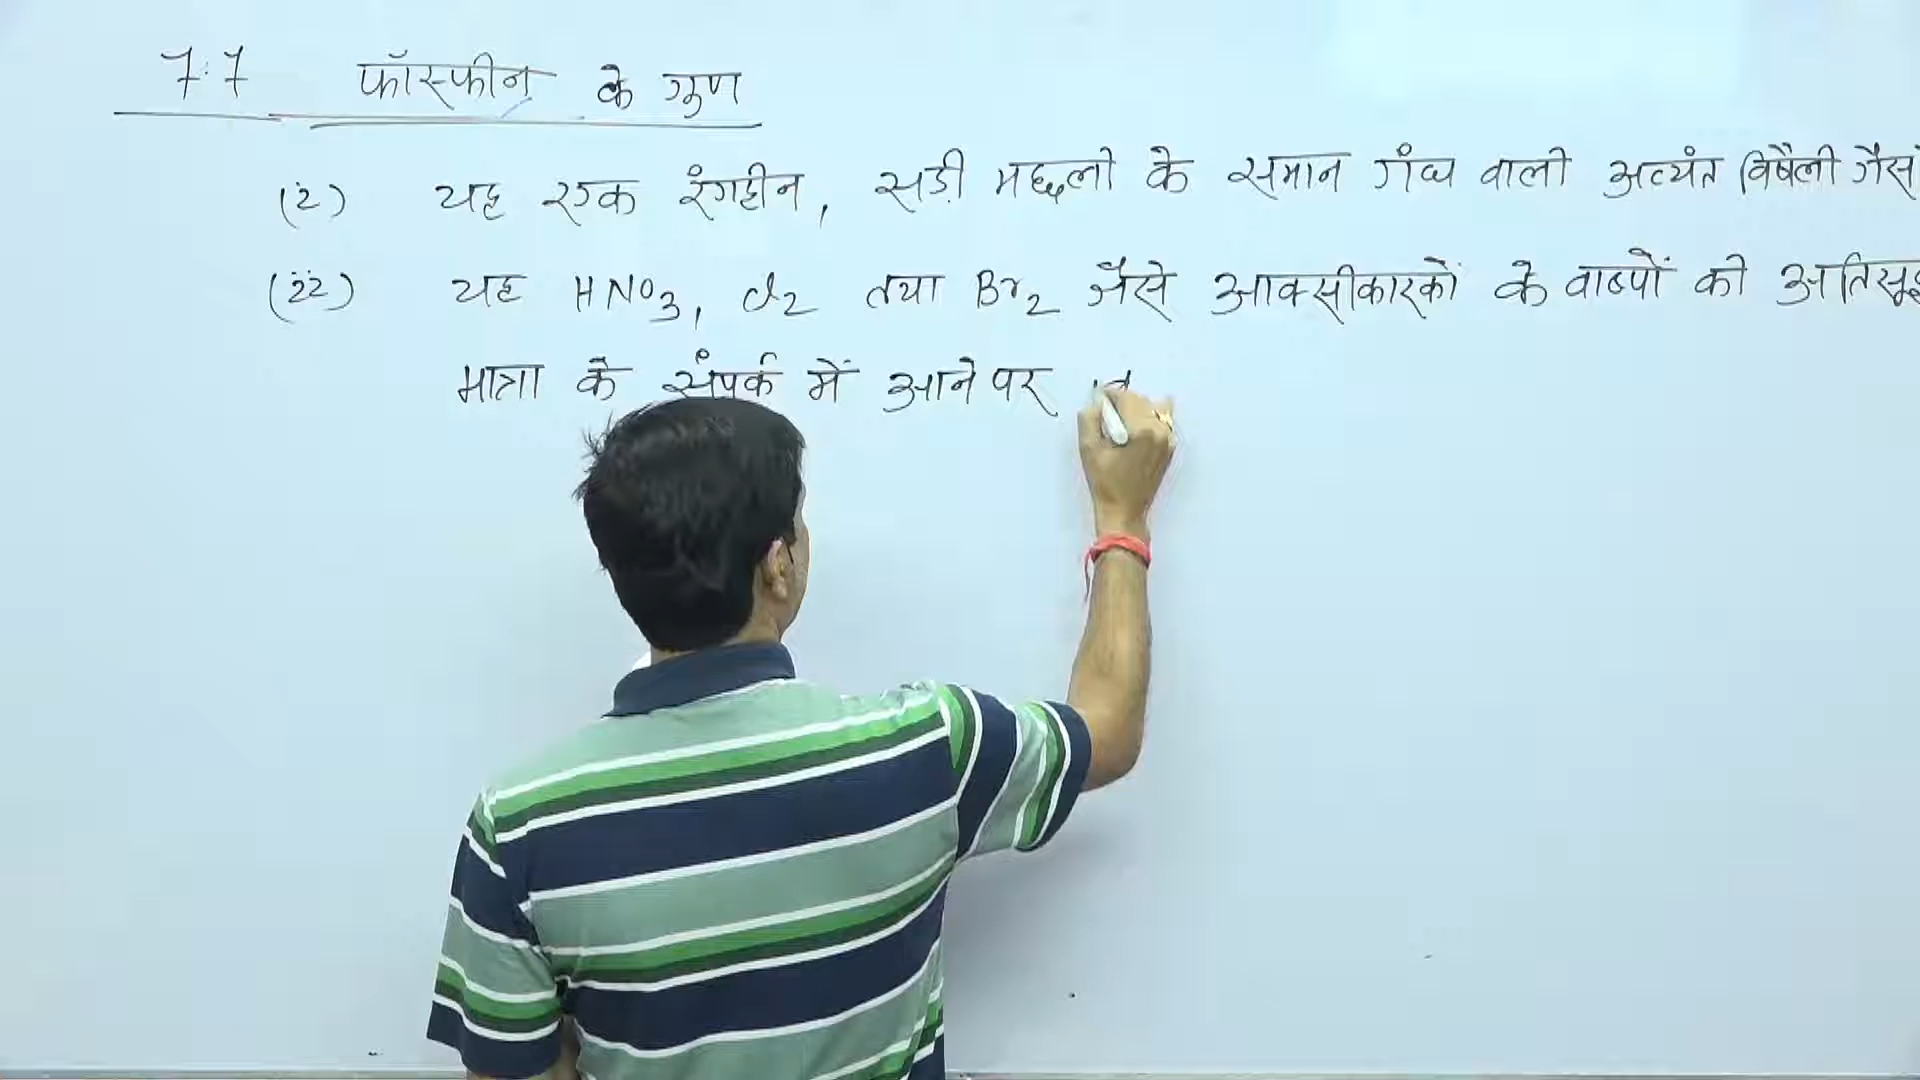 7.7 फॉस्फीन के गुण
(i) यह एक रंगहीन, सड़ी मछली के समान गंध वाली अत्यंत विषैली गैस
(ii) यह HNO3, Cl2 तथा Br2 जैसे आक्सीकारकों के वाष्पों की
मात्रा के संपर्क में आने पर